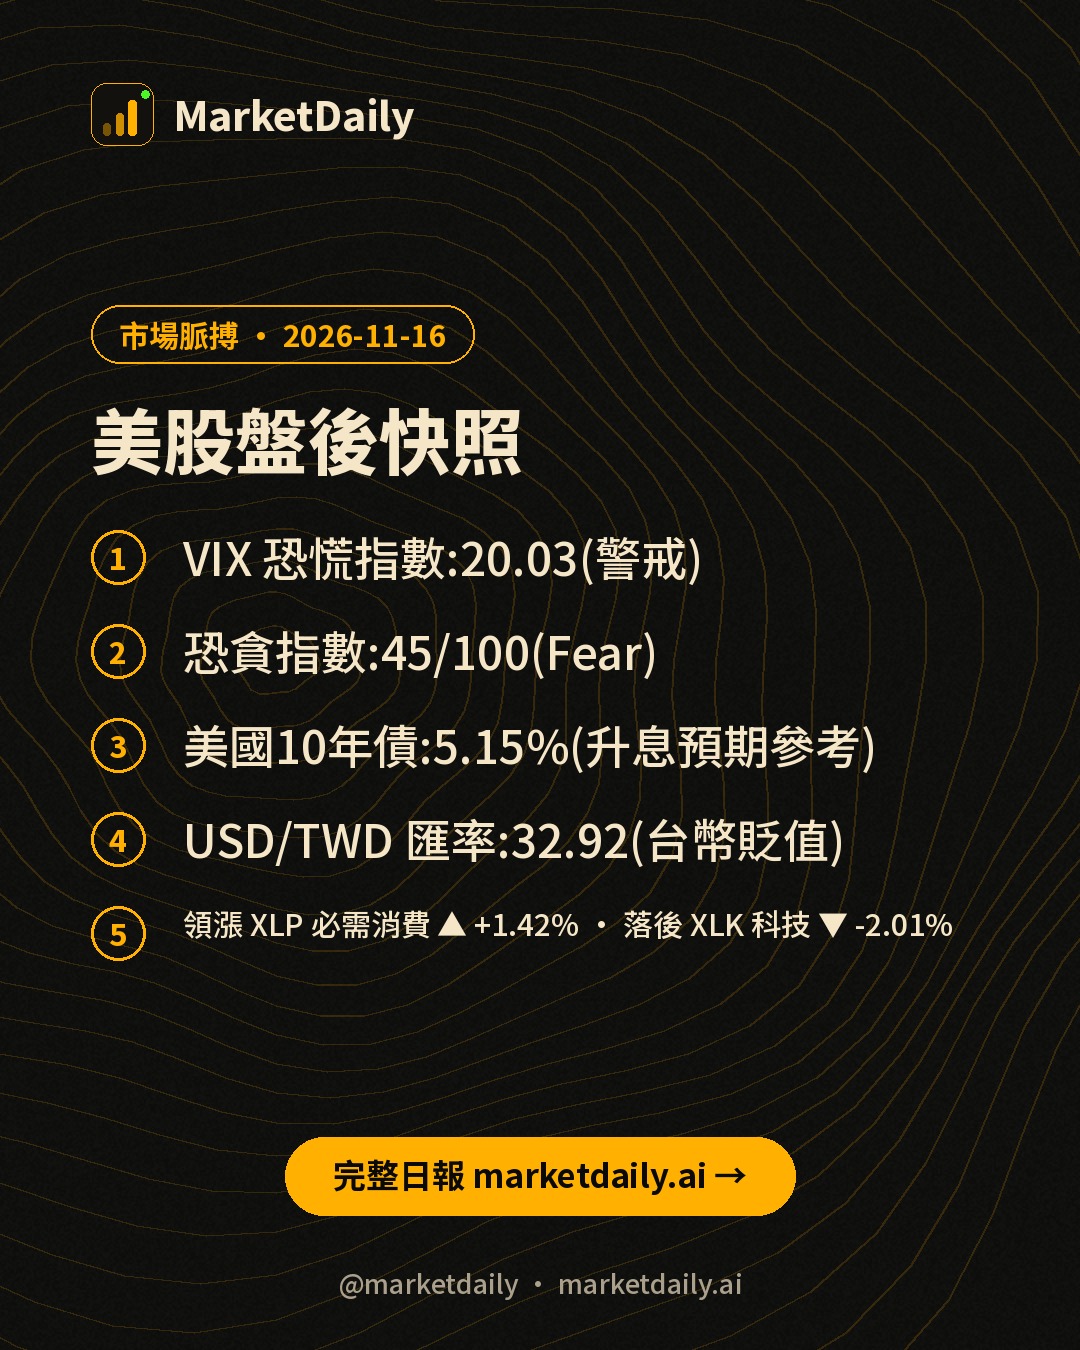 MarketDaily
市場脈搏 • 2026-11-16
美股盤後快照
1 VIX 恐慌指數:20.03(警戒)
2 恐貪指數:45/100(Fear)
3 美國10年債:5.15%(升息預期參考)
4 USD/TWD 匯率:32.92(台幣貶值)
5 領漲 XLP 必需消費 ▲ +1.42% • 落後 XLK 科技 ▼ -2.01%
完整日報 marketdaily.ai →
@marketdaily • marketdaily.ai